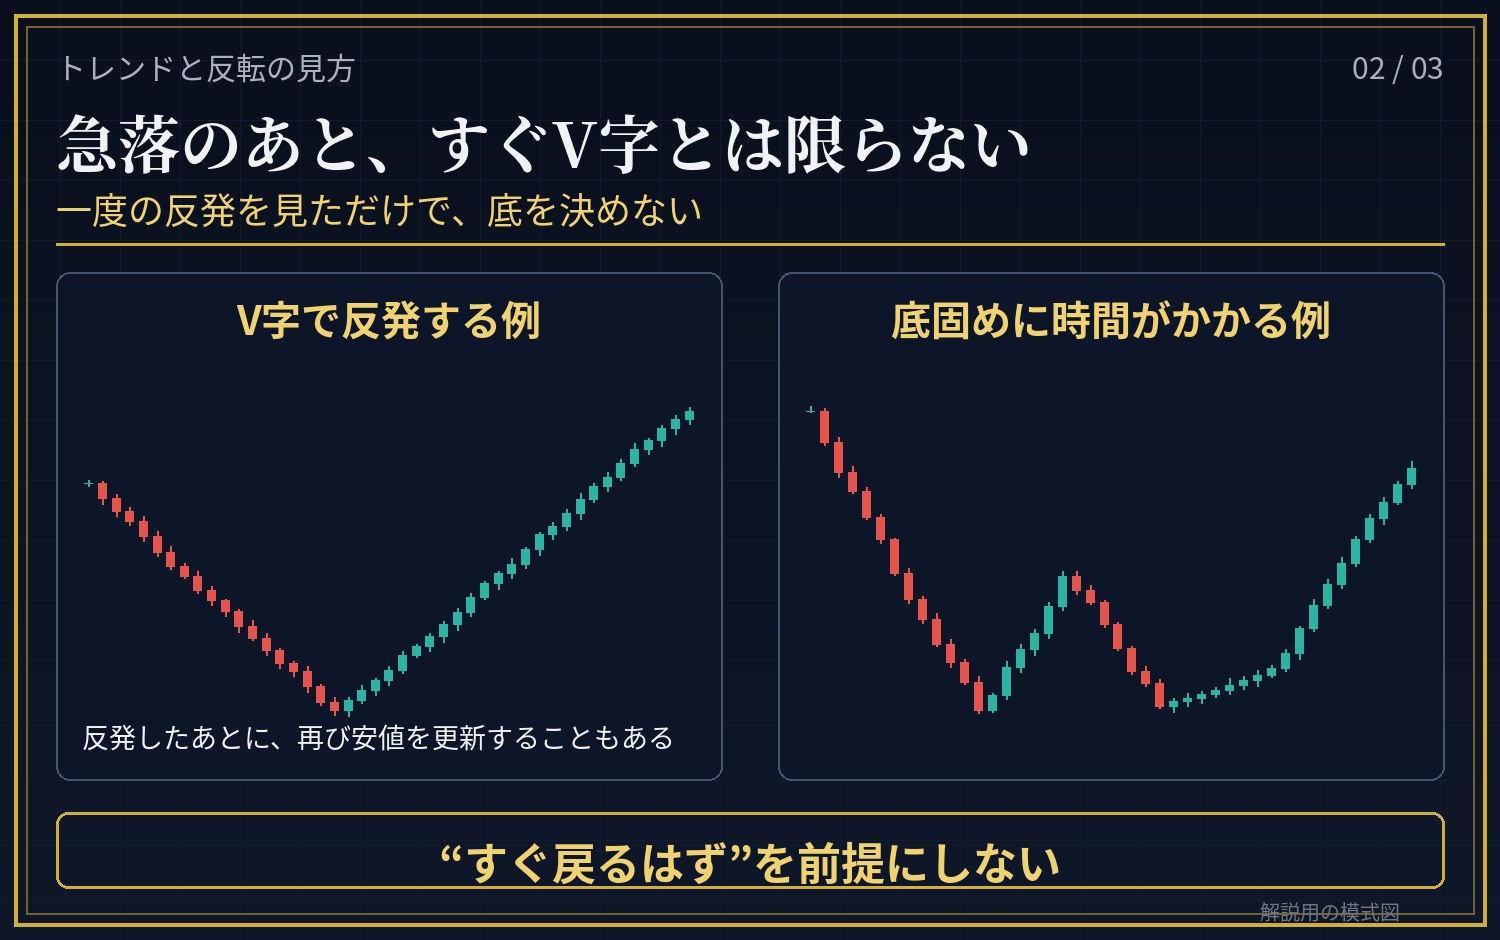 トレンドと反転の見方
02 / 03
急落のあと、すぐV字とは限らない
一度の反発を見ただけで、底を決めない
V字で反発する例
反発したあとに、再び安値を更新することもある
底固めに時間がかかる例
“すぐ戻るはず”を前提にしない
解説用の模式図